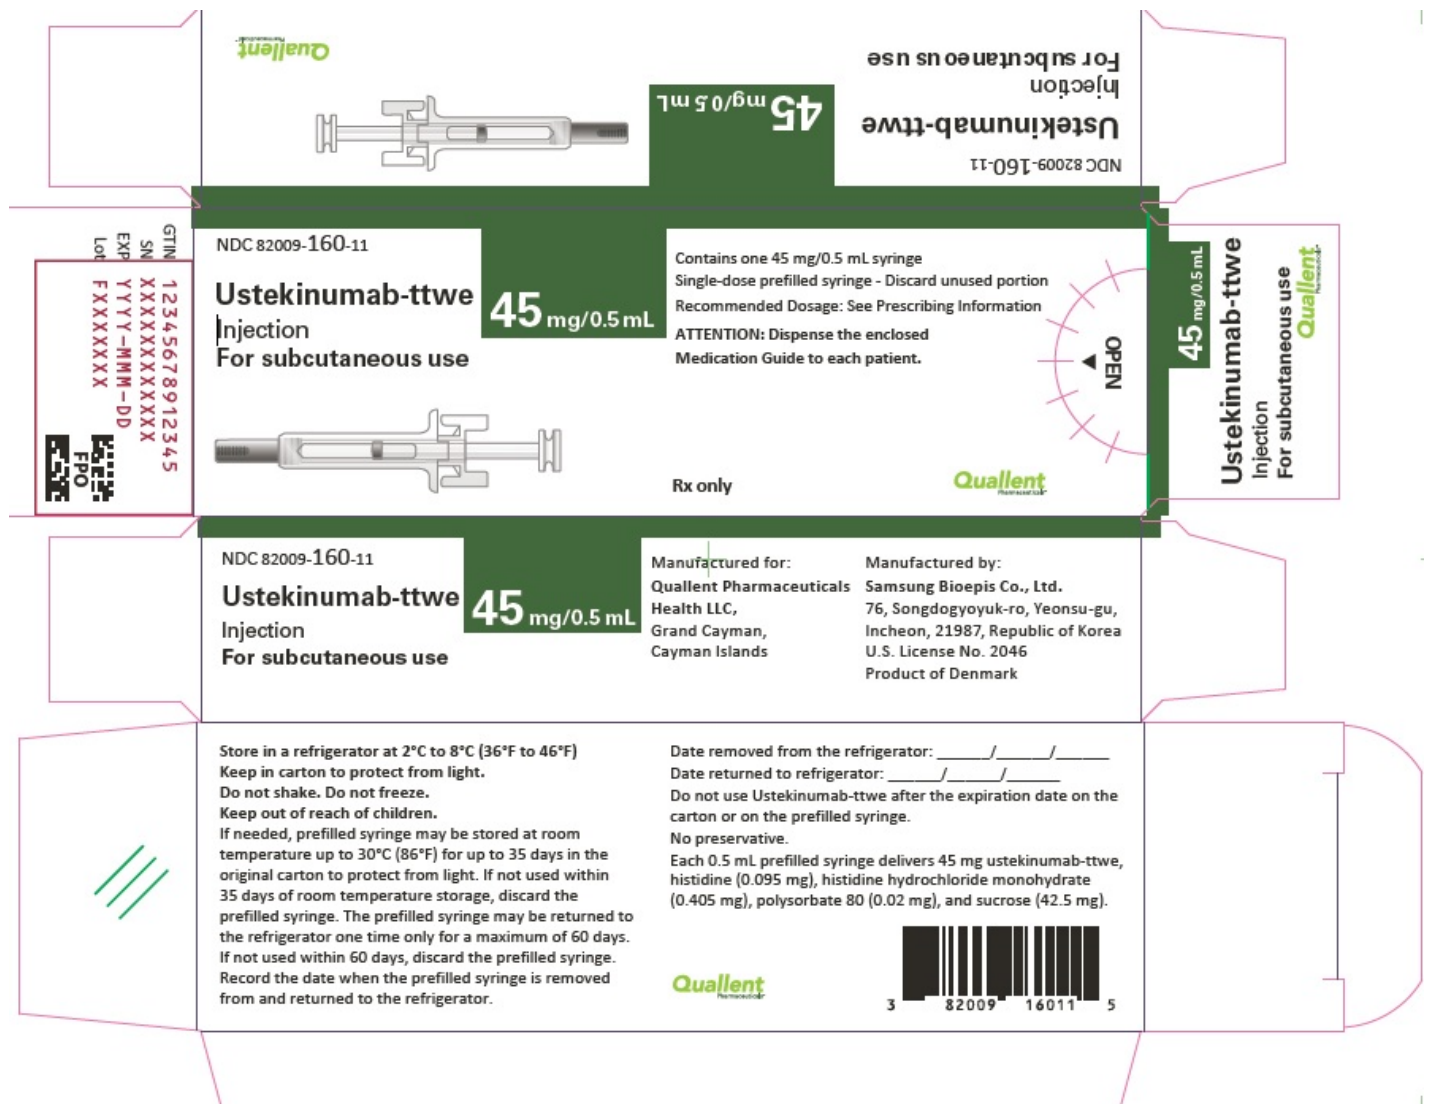 Quallent
Pharmaceuticals
45 mg/0.5 mL
For subcutaneous use
Injection
Ustekinumab-ttwe
NDC 82009-160-11
GTIN 12345678912345
SN XXXXXXXXXXXX
EXP YYYY-MMM-DD
Lot FXXXXXXX
FPO
NDC 82009-160-11
Ustekinumab-ttwe
Injection
For subcutaneous use
45 mg/0.5 mL
Contains one 45 mg/0.5 mL syringe
Single-dose prefilled syringe - Discard unused portion
Recommended Dosage: See Prescribing Information
ATTENTION: Dispense the enclosed
Medication Guide to each patient.
OPEN
Rx only
Quallent
Pharmaceuticals
45 mg/0.5 mL
Ustekinumab-ttwe
Injection
For subcutaneous use
Quallent
Pharmaceuticals
NDC 82009-160-11
Ustekinumab-ttwe
Injection
For subcutaneous use
45 mg/0.5 mL
Manufactured for:
Quallent Pharmaceuticals
Health LLC,
Grand Cayman,
Cayman Islands
Manufactured by:
Samsung Bioepis Co., Ltd.
76, Songdogyoyuk-ro, Yeonsu-gu,
Incheon, 21987, Republic of Korea
U.S. License No. 2046
Product of Denmark
Store in a refrigerator at 2°C to 8°C (36°F to 46°F)
Keep in carton to protect from light.
Do not shake. Do not freeze.
Keep out of reach of children.
If needed, prefilled syringe may be stored at room
temperature up to 30°C (86°F) for up to 35 days in the
original carton to protect from light. If not used within
35 days of room temperature storage, discard the
prefilled syringe. The prefilled syringe may be returned to
the refrigerator one time only for a maximum of 60 days.
If not used within 60 days, discard the prefilled syringe.
Record the date when the prefilled syringe is removed
from and returned to the refrigerator.
Date removed from the refrigerator: ______/______/______
Date returned to refrigerator: ______/______/______
Do not use Ustekinumab-ttwe after the expiration date on the
carton or on the prefilled syringe.
No preservative.
Each 0.5 mL prefilled syringe delivers 45 mg ustekinumab-ttwe,
histidine (0.095 mg), histidine hydrochloride monohydrate
(0.405 mg), polysorbate 80 (0.02 mg), and sucrose (42.5 mg).
Quallent
Pharmaceuticals
3 82009 16011 5